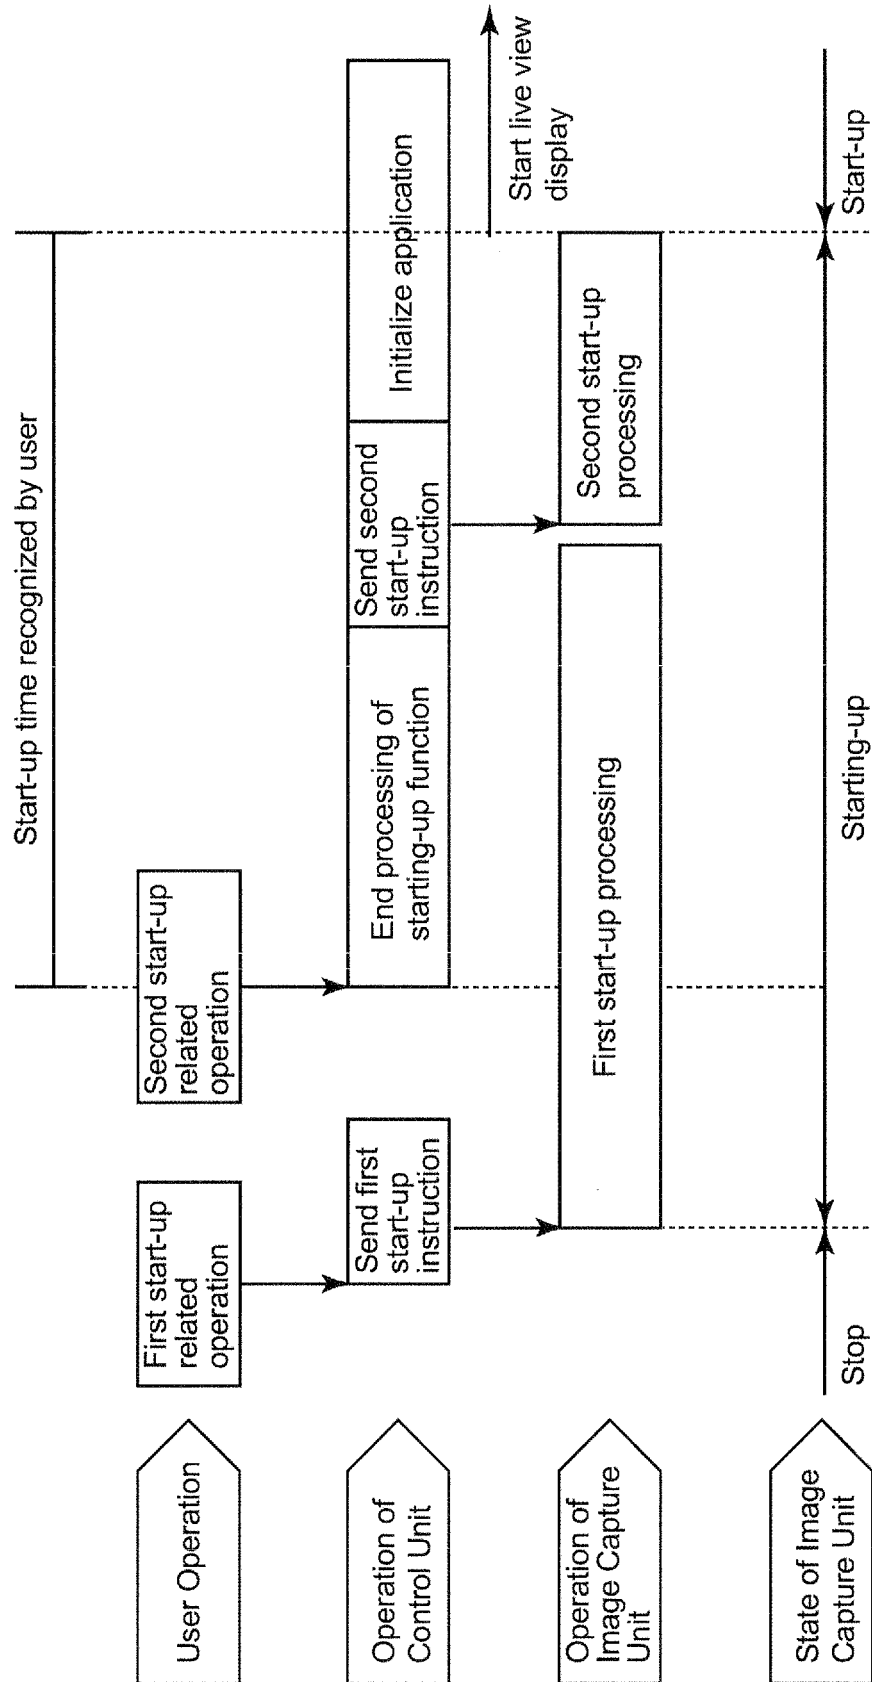 Start-up time recognized by user
User Operation
First start-up
related
operation
Second start-up
related
operation
Operation of
Control Unit
Send first
start-up
instruction
End processing of
starting-up function
Send second
start-up
instruction
Initialize application
Start live view
display
Operation of
Image Capture
Unit
First start-up processing
Second start-up
processing
State of Image
Capture Unit
Stop
Starting-up
Start-up